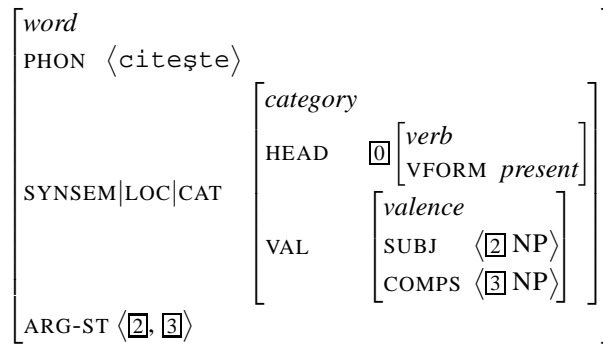 word
PHON ⟨citeşte⟩
category
HEAD [0] verb
VFORM present
SYNSEM|LOC|CAT
valence
VAL SUBJ ⟨[2] NP⟩
COMPS ⟨[3] NP⟩
ARG-ST ⟨[2], [3]⟩